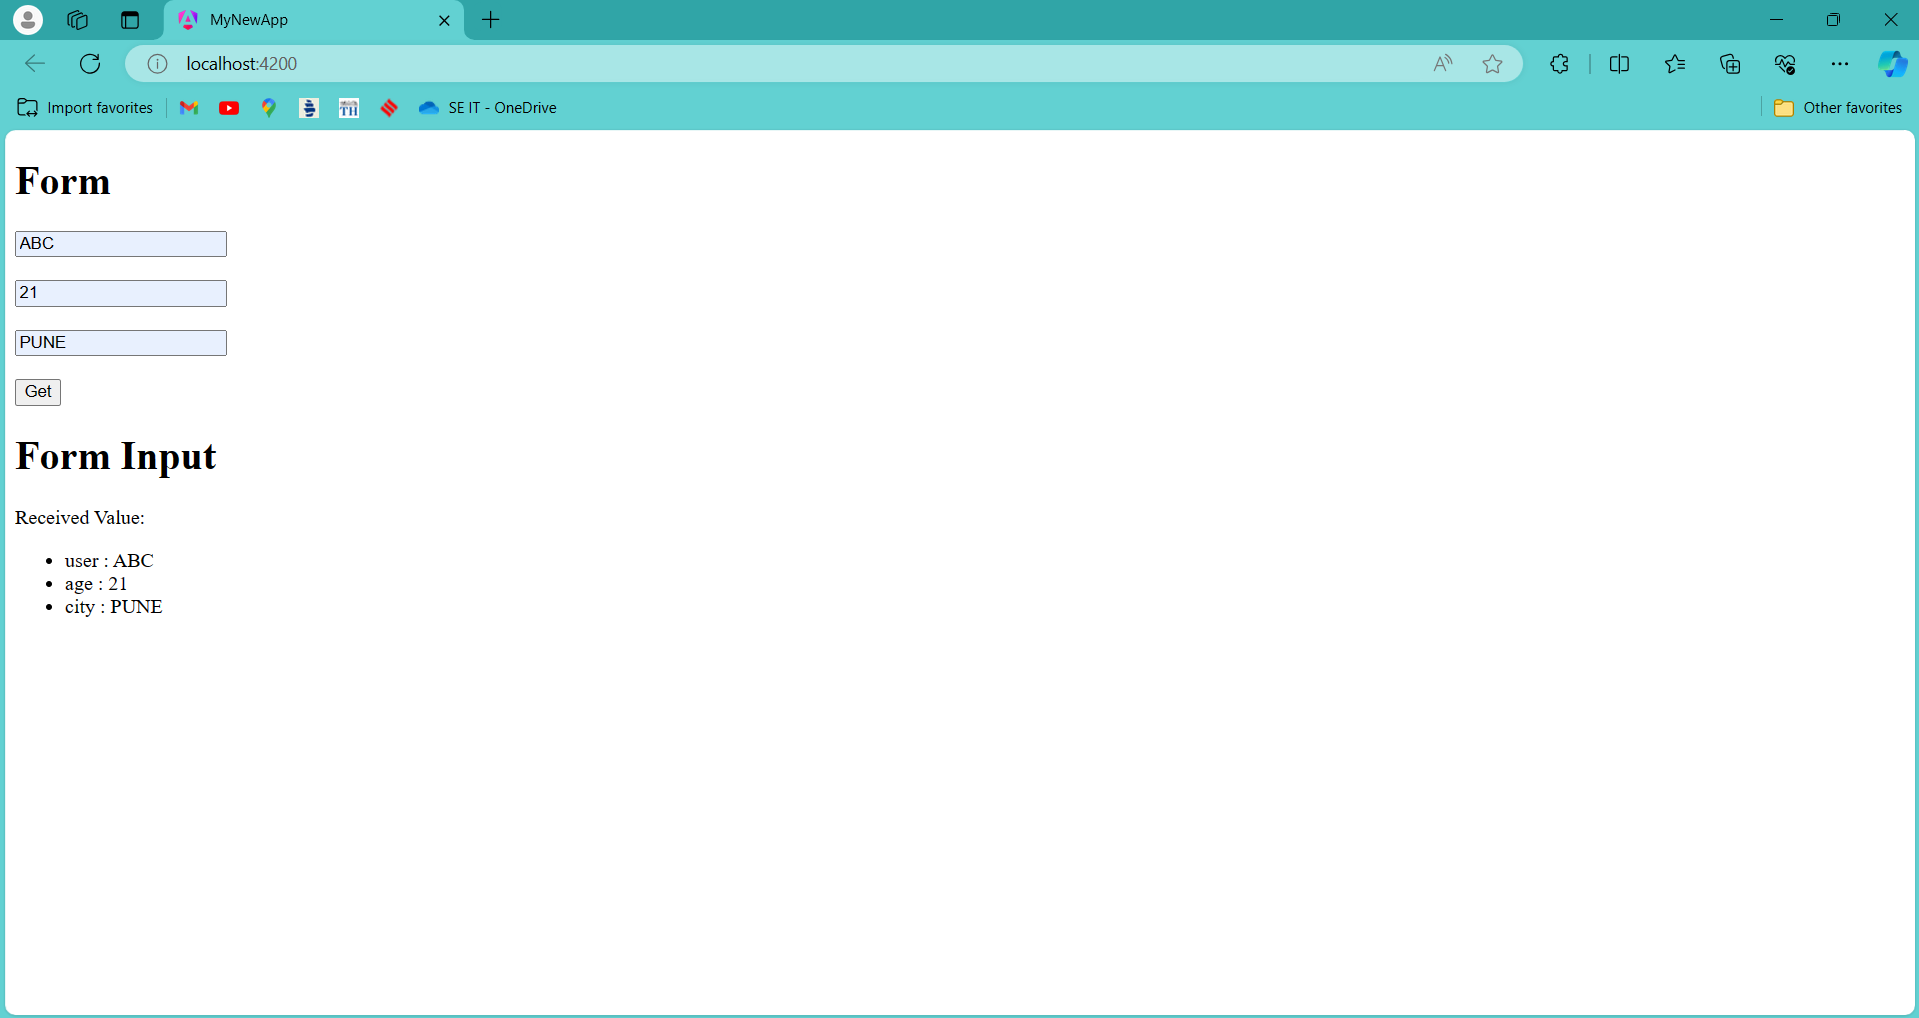 MyNewApp
localhost:4200
Import favorites
TH
SE IT - OneDrive
Other favorites
Form
ABC
21
PUNE
Get
Form Input
Received Value:
user : ABC
age : 21
city : PUNE